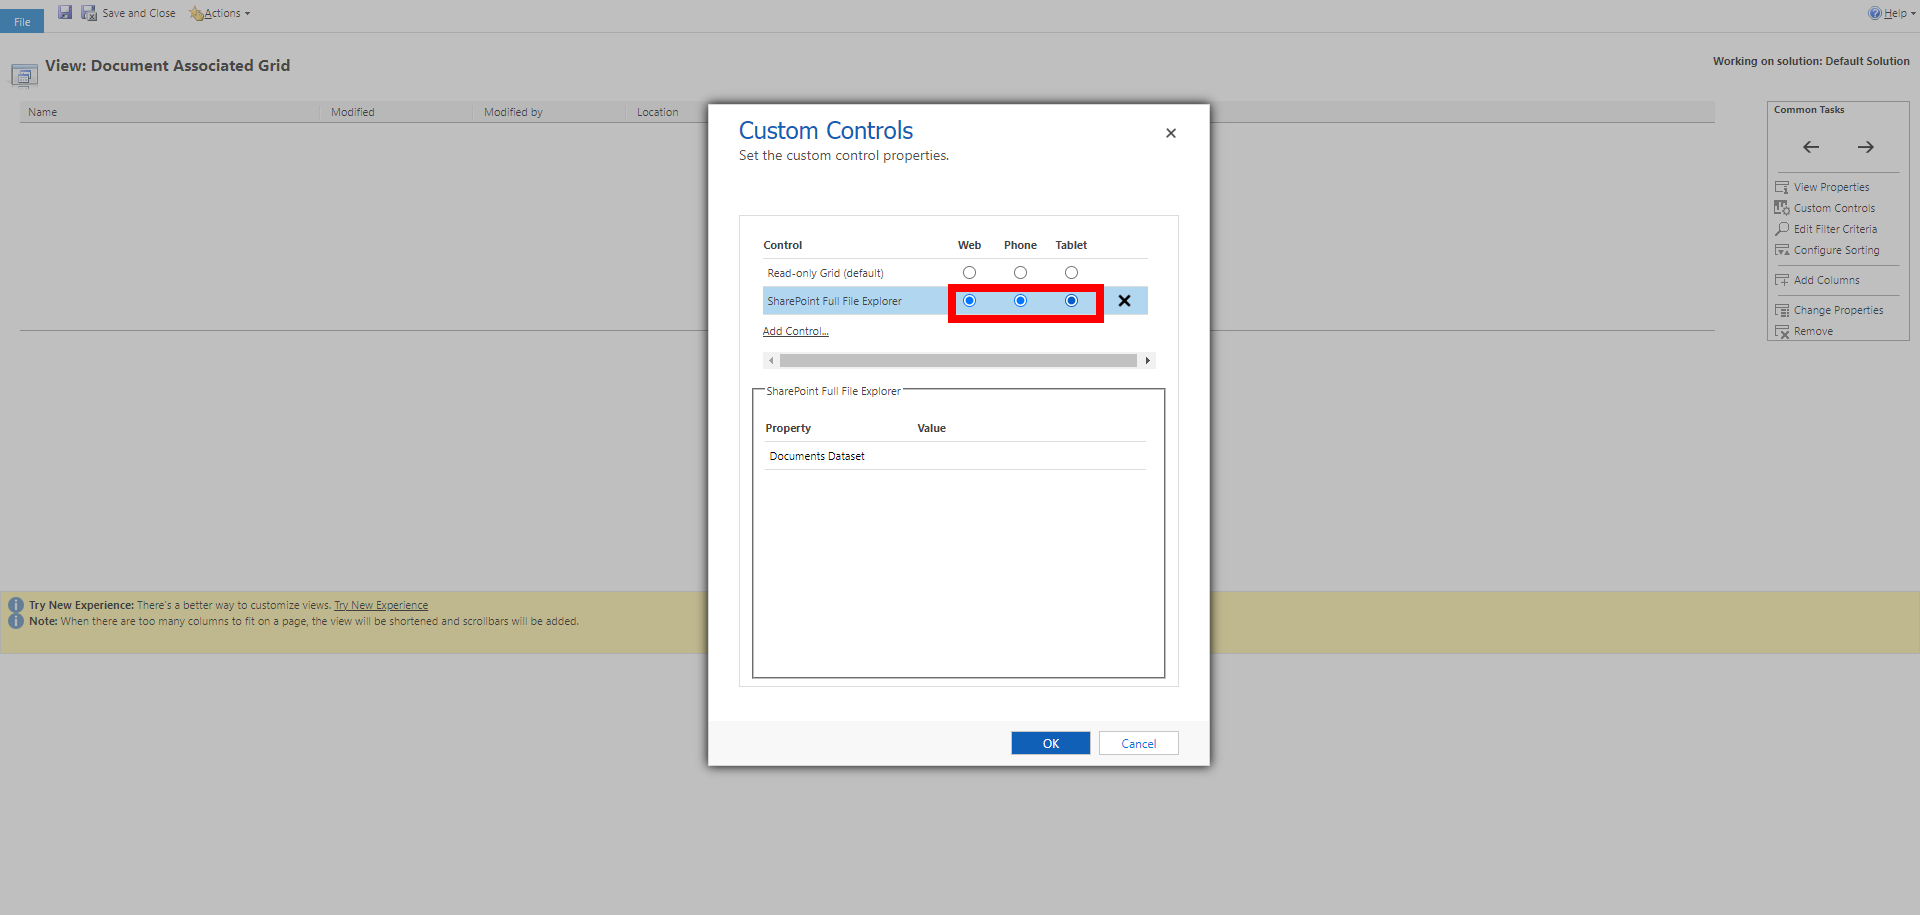 File
Save and Close
Actions
Help
View: Document Associated Grid
Working on solution: Default Solution
Name Modified Modified by Location
Common Tasks
View Properties
Custom Controls
Edit Filter Criteria
Configure Sorting
Add Columns
Change Properties
Remove
Custom Controls
Set the custom control properties.
Control Web Phone Tablet
Read-only Grid (default)
SharePoint Full File Explorer
Add Control...
SharePoint Full File Explorer
Property Value
Documents Dataset
OK Cancel
Try New Experience: There's a better way to customize views. Try New Experience
Note: When there are too many columns to fit on a page, the view will be shortened and scrollbars will be added.